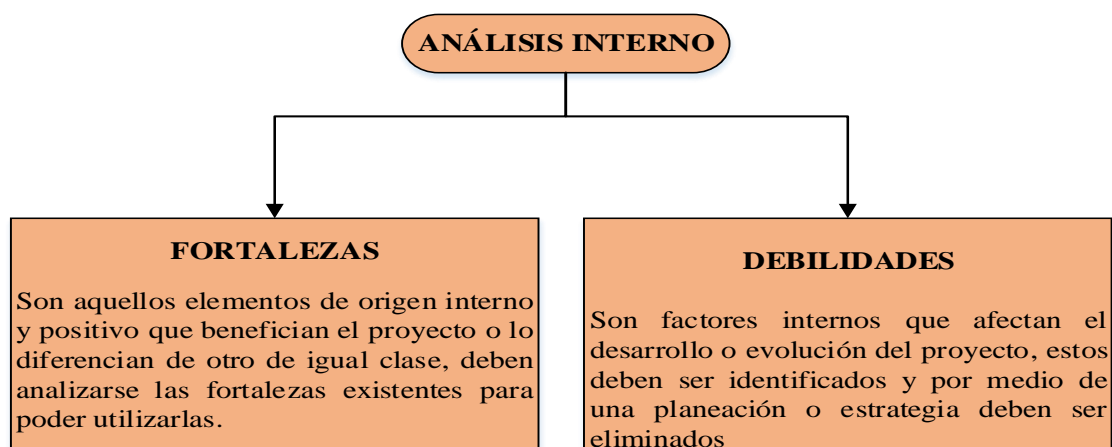 ANÁLISIS INTERNO
FORTALEZAS
Son aquellos elementos de origen interno
y positivo que benefician el proyecto o lo
diferencian de otro de igual clase, deben
analizarse las fortalezas existentes para
poder utilizarlas.
DEBILIDADES
Son factores internos que afectan el
desarrollo o evolución del proyecto, estos
deben ser identificados y por medio de
una planeación o estrategia deben ser
eliminados